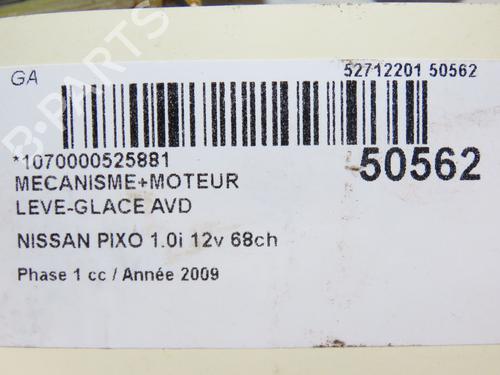 GA
52712201 50562
*1070000525881
50562
MECANISME+MOTEUR
LEVE-GLACE AVD
NISSAN PIXO 1.0i 12v 68ch
Phase 1 cc / Année 2009
B-PARTS